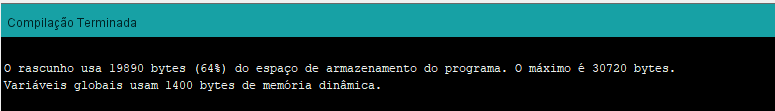 Compilação Terminada
O rascunho usa 19890 bytes (64%) do espaço de armazenamento do programa. O máximo é 30720 bytes.
Variáveis globais usam 1400 bytes de memória dinâmica.